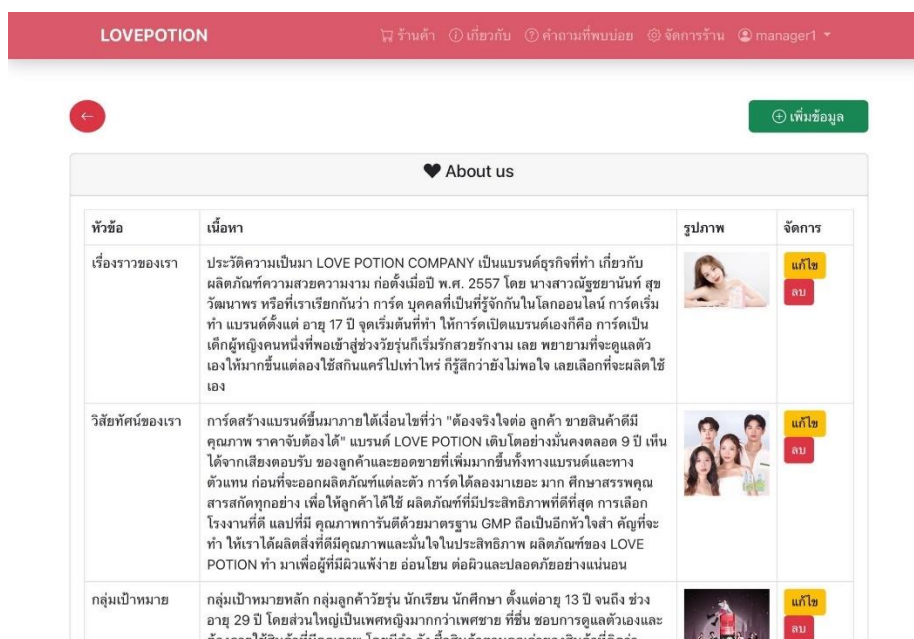 LOVEPOTION ร้านค้า เกี่ยวกับ คำถามที่พบบ่อย จัดการร้าน manager1
เพิ่มข้อมูล
About us
หัวข้อ เนื้อหา รูปภาพ จัดการ
เรื่องราวของเรา ประวัติความเป็นมา LOVE POTION COMPANY เป็นแบรนด์ธุรกิจที่ทำ เกี่ยวกับ แก้ไข
ผลิตภัณฑ์ความสวยความงาม ก่อตั้งเมื่อปี พ.ศ. 2557 โดย นางสาวณัฐชยานันท์ สุข ลบ
วัฒนาพร หรือที่เราเรียกกันว่า การ์ด บุคคลที่เป็นที่รู้จักกันในโลกออนไลน์ การ์ดเริ่ม
ทำ แบรนด์ตั้งแต่ อายุ 17 ปี จุดเริ่มต้นที่ทำ ให้การ์ดเปิดแบรนด์เองก็คือ การ์ดเป็น
เด็กผู้หญิงคนหนึ่งที่พอเข้าสู่ช่วงวัยรุ่นก็เริ่มรักสวยรักงาม เลย พยายามที่จะดูแลตัว
เองให้มากขึ้นแต่ลองใช้สกินแคร์ไปเท่าไหร่ ก็รู้สึกว่ายังไม่พอใจ เลยเลือกที่จะผลิตใช้
เอง
วิสัยทัศน์ของเรา การ์ดสร้างแบรนด์ขึ้นมาภายใต้เงื่อนไขที่ว่า "ต้องจริงใจต่อ ลูกค้า ขายสินค้าดีมี แก้ไข
คุณภาพ ราคาจับต้องได้" แบรนด์ LOVE POTION เติบโตอย่างมั่นคงตลอด 9 ปี เห็น ลบ
ได้จากเสียงตอบรับ ของลูกค้าและยอดขายที่เพิ่มมากขึ้นทั้งทางแบรนด์และทาง
ตัวแทน ก่อนที่จะออกผลิตภัณฑ์แต่ละตัว การ์ดได้ลองมาเยอะ มาก ศึกษาสรรพคุณ
สารสกัดทุกอย่าง เพื่อให้ลูกค้าได้ใช้ ผลิตภัณฑ์ที่มีประสิทธิภาพที่ดีที่สุด การเลือก
โรงงานที่ดี แลปที่มี คุณภาพการันตีด้วยมาตรฐาน GMP ถือเป็นอีกหัวใจสำ คัญที่จะ
ทำ ให้เราได้ผลิตสิ่งที่ดีมีคุณภาพและมั่นใจในประสิทธิภาพ ผลิตภัณฑ์ของ LOVE
POTION ทำ มาเพื่อผู้ที่มีผิวแพ้ง่าย อ่อนโยน ต่อผิวและปลอดภัยอย่างแน่นอน
กลุ่มเป้าหมาย กลุ่มเป้าหมายหลัก กลุ่มลูกค้าวัยรุ่น นักเรียน นักศึกษา ตั้งแต่อายุ 13 ปี จนถึง ช่วง แก้ไข
อายุ 29 ปี โดยส่วนใหญ่เป็นเพศหญิงมากกว่าเพศชาย ที่ชื่น ชอบการดูแลตัวเองและ ลบ